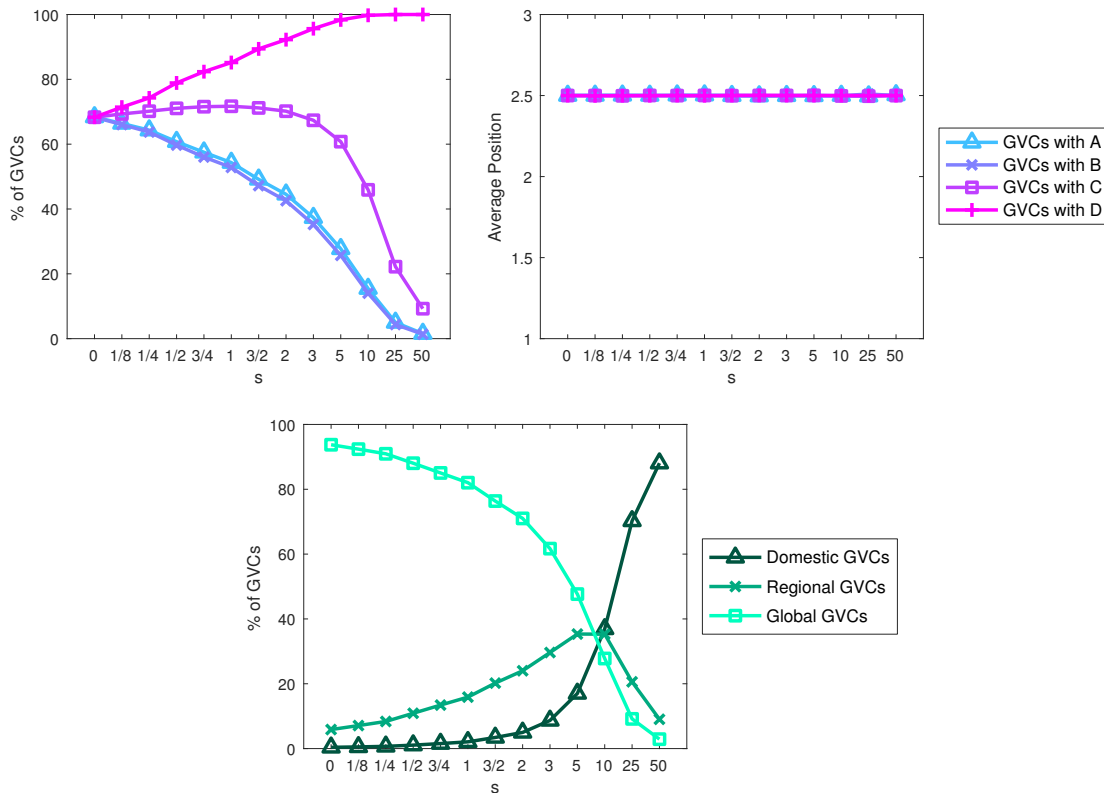 % of GVCs
100
80
60
40
20
0
0 1/8 1/4 1/2 3/4 1 3/2 2 3 5 10 25 50
s
Average Position
3
2.5
2
1.5
1
0 1/8 1/4 1/2 3/4 1 3/2 2 3 5 10 25 50
s
GVCs with A
GVCs with B
GVCs with C
GVCs with D
% of GVCs
100
80
60
40
20
0
0 1/8 1/4 1/2 3/4 1 3/2 2 3 5 10 25 50
s
Domestic GVCs
Regional GVCs
Global GVCs